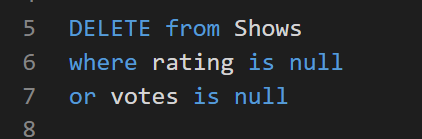 5 DELETE from Shows
6 where rating is null
7 or votes is null
8